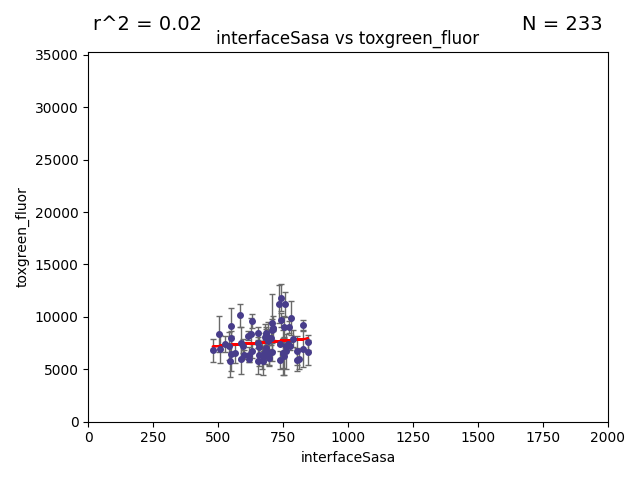 r^2 = 0.02
N = 233
interfaceSasa vs toxgreen_fluor
35000
30000
25000
20000
15000
10000
5000
0
toxgreen_fluor
0 250 500 750 1000 1250 1500 1750 2000
interfaceSasa